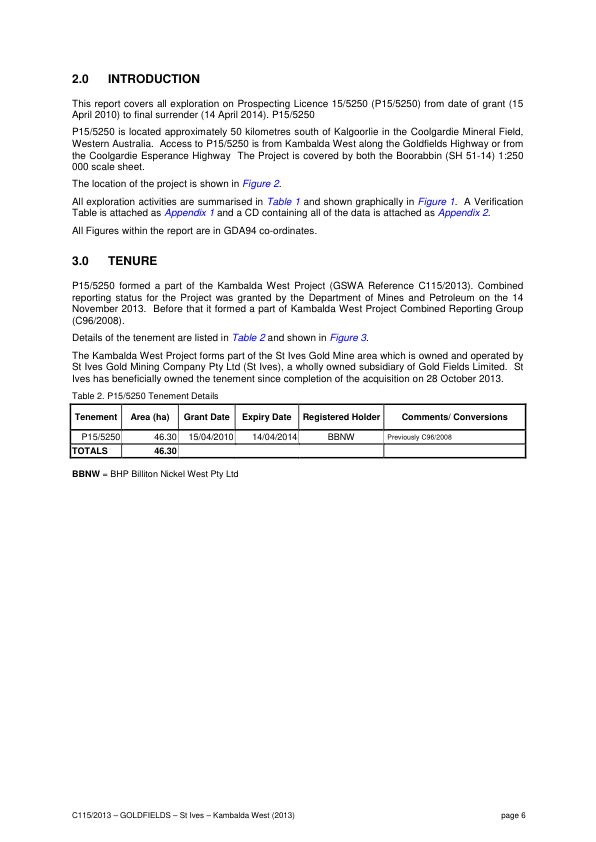 2.0 INTRODUCTION
This report covers all exploration on Prospecting Licence 15/5250 (P15/5250) from date of grant (15
April 2010) to final surrender (14 April 2014). P15/5250
P15/5250 is located approximately 50 kilometres south of Kalgoorlie in the Coolgardie Mineral Field,
Western Australia. Access to P15/5250 is from Kambalda West along the Goldfields Highway or from
the Coolgardie Esperance Highway The Project is covered by both the Boorabbin (SH 51-14) 1:250
000 scale sheet.
The location of the project is shown in Figure 2.
All exploration activities are summarised in Table 1 and shown graphically in Figure 1. A Verification
Table is attached as Appendix 1 and a CD containing all of the data is attached as Appendix 2.
All Figures within the report are in GDA94 co-ordinates.
3.0 TENURE
P15/5250 formed a part of the Kambalda West Project (GSWA Reference C115/2013). Combined
reporting status for the Project was granted by the Department of Mines and Petroleum on the 14
November 2013. Before that it formed a part of Kambalda West Project Combined Reporting Group
(C96/2008).
Details of the tenement are listed in Table 2 and shown in Figure 3.
The Kambalda West Project forms part of the St Ives Gold Mine area which is owned and operated by
St Ives Gold Mining Company Pty Ltd (St Ives), a wholly owned subsidiary of Gold Fields Limited. St
Ives has beneficially owned the tenement since completion of the acquisition on 28 October 2013.
Table 2. P15/5250 Tenement Details
Tenement Area (ha) Grant Date Expiry Date Registered Holder Comments/ Conversions
P15/5250 46.30 15/04/2010 14/04/2014 BBNW Previously C96/2008
TOTALS 46.30
BBNW = BHP Billiton Nickel West Pty Ltd
C115/2013 – GOLDFIELDS – St Ives – Kambalda West (2013) page 6